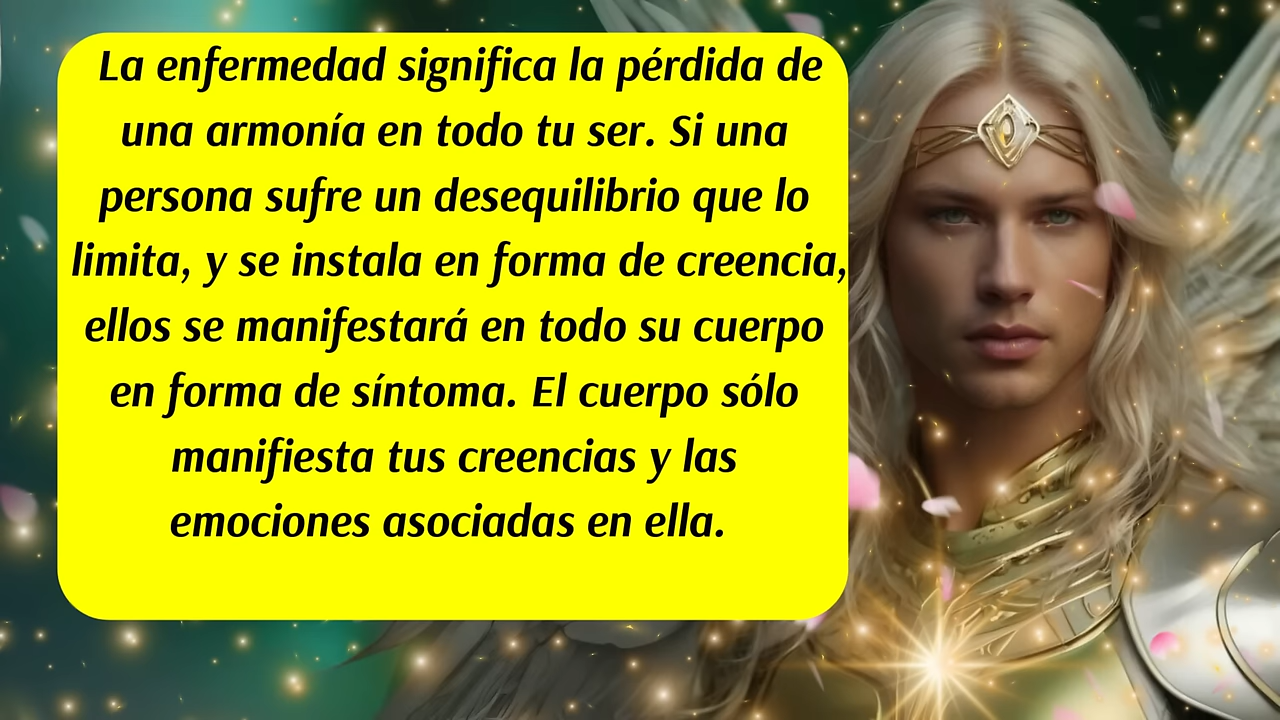 La enfermedad significa la pérdida de
una armonía en todo tu ser. Si una
persona sufre un desequilibrio que lo
limita, y se instala en forma de creencia,
ellos se manifestará en todo su cuerpo
en forma de síntoma. El cuerpo sólo
manifiesta tus creencias y las
emociones asociadas en ella.